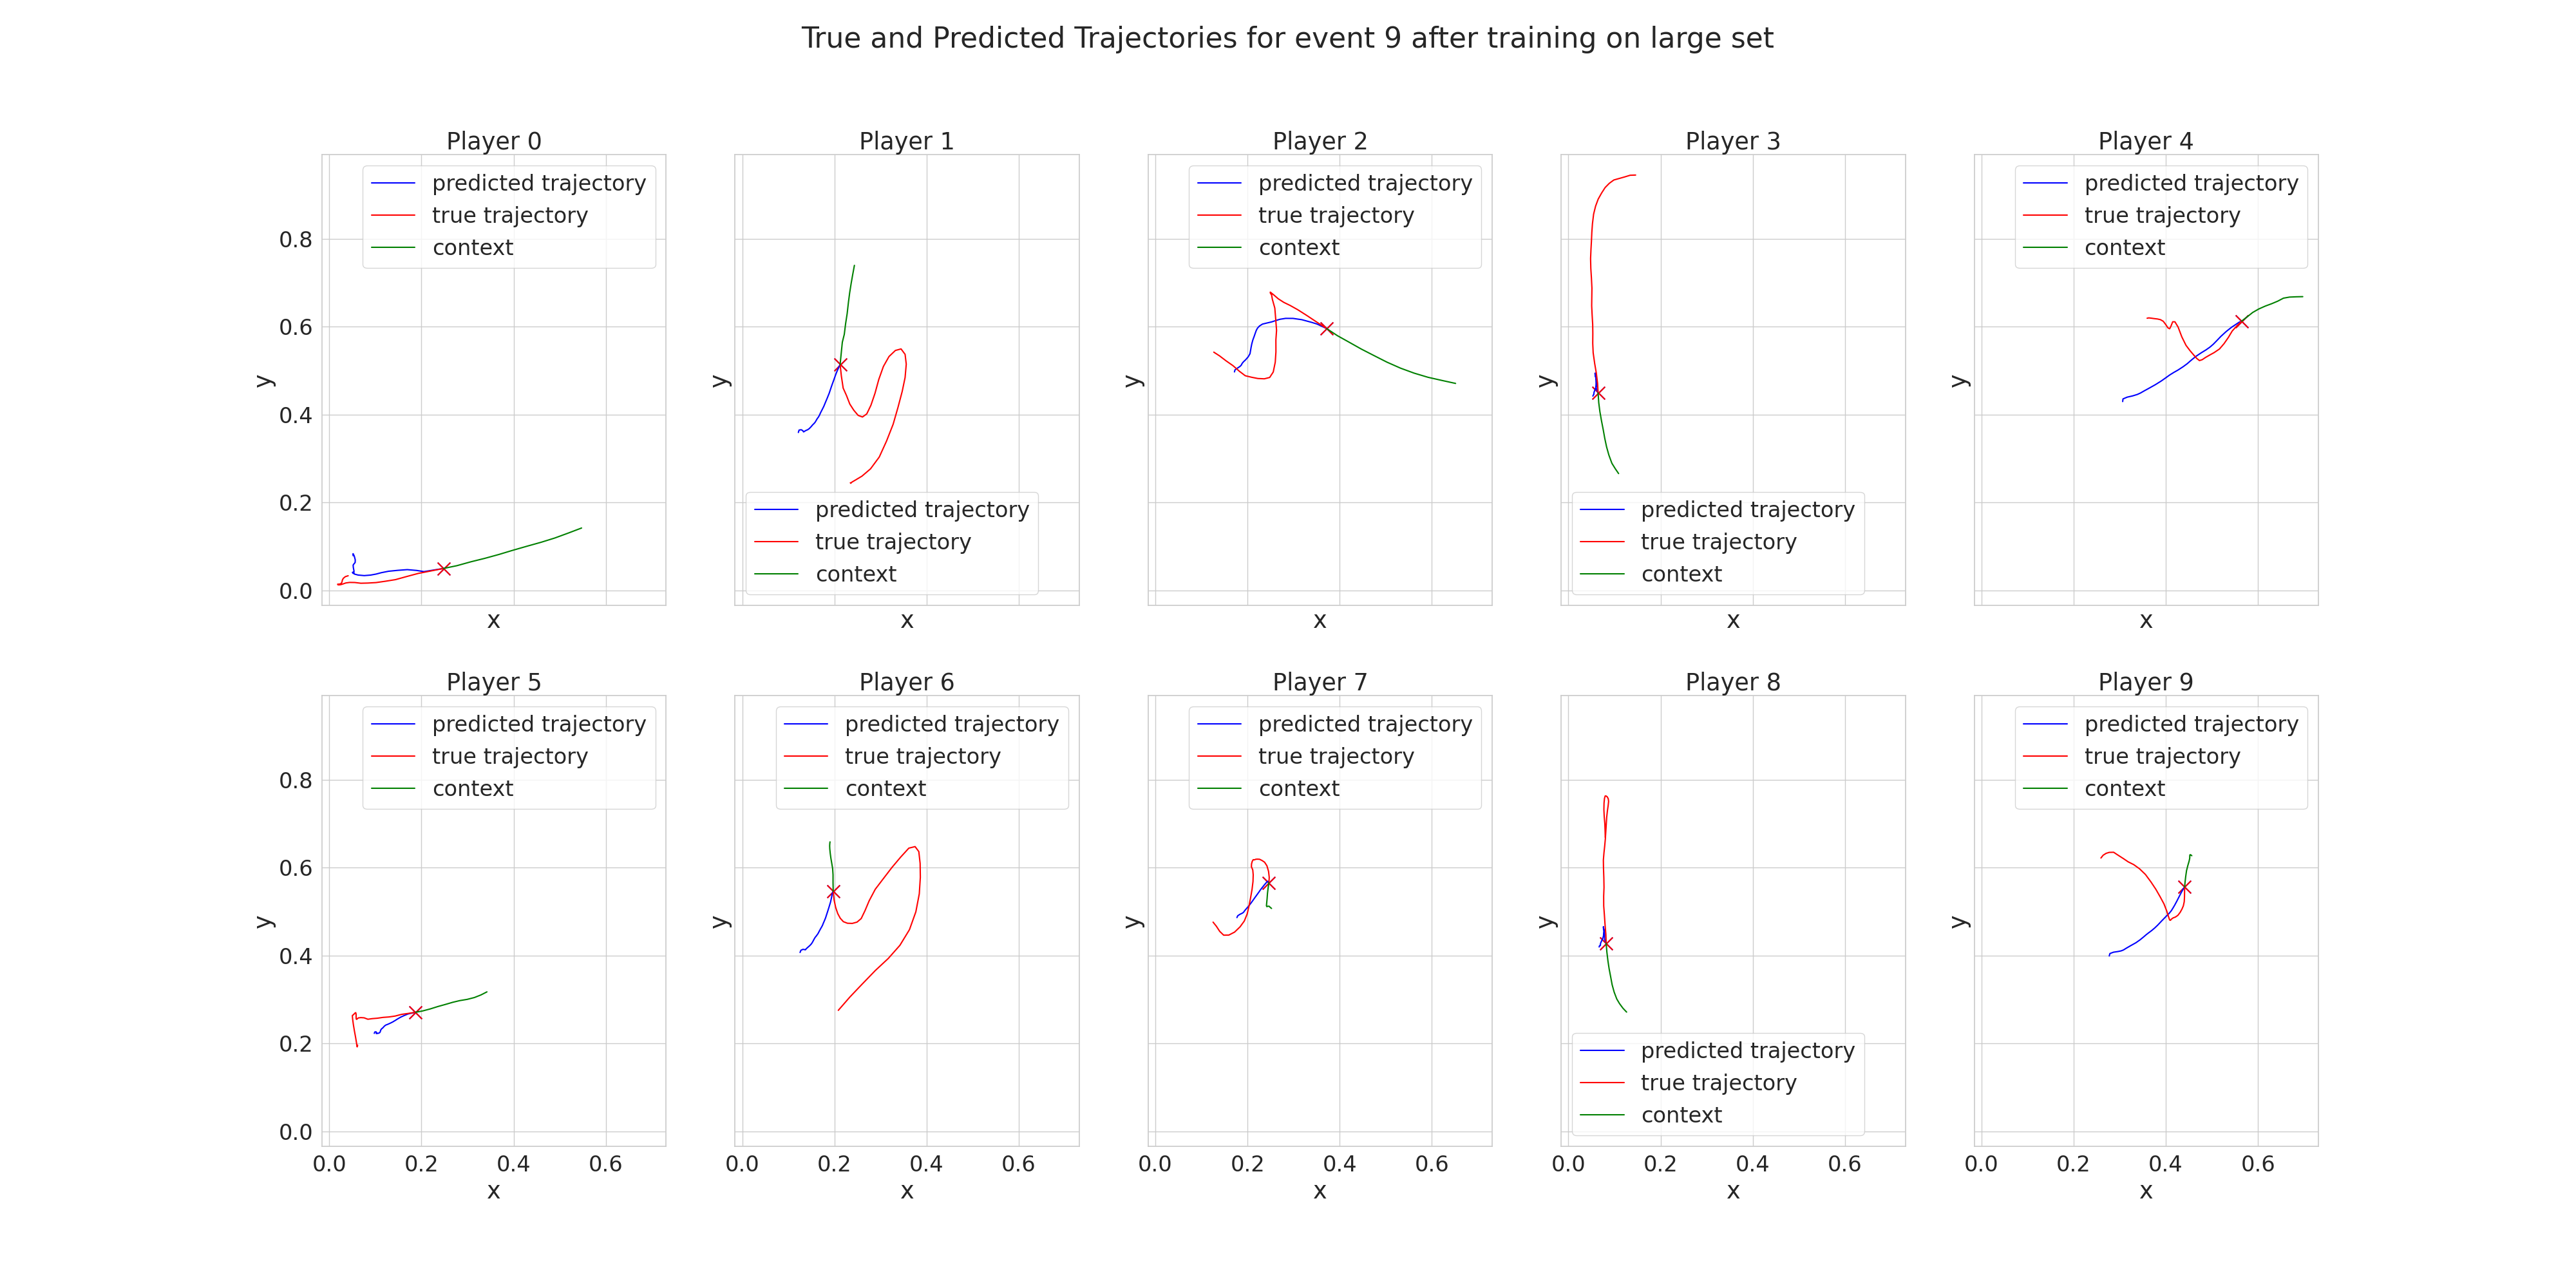 True and Predicted Trajectories for event 9 after training on large set
Player 0
predicted trajectory
true trajectory
context
0.8
0.6
0.4
0.2
0.0
y
x
Player 1
predicted trajectory
true trajectory
context
y
x
Player 2
predicted trajectory
true trajectory
context
y
x
Player 3
predicted trajectory
true trajectory
context
y
x
Player 4
predicted trajectory
true trajectory
context
y
x
Player 5
predicted trajectory
true trajectory
context
0.8
0.6
0.4
0.2
0.0
y
0.0 0.2 0.4 0.6
x
Player 6
predicted trajectory
true trajectory
context
y
0.0 0.2 0.4 0.6
x
Player 7
predicted trajectory
true trajectory
context
y
0.0 0.2 0.4 0.6
x
Player 8
predicted trajectory
true trajectory
context
y
0.0 0.2 0.4 0.6
x
Player 9
predicted trajectory
true trajectory
context
y
0.0 0.2 0.4 0.6
x